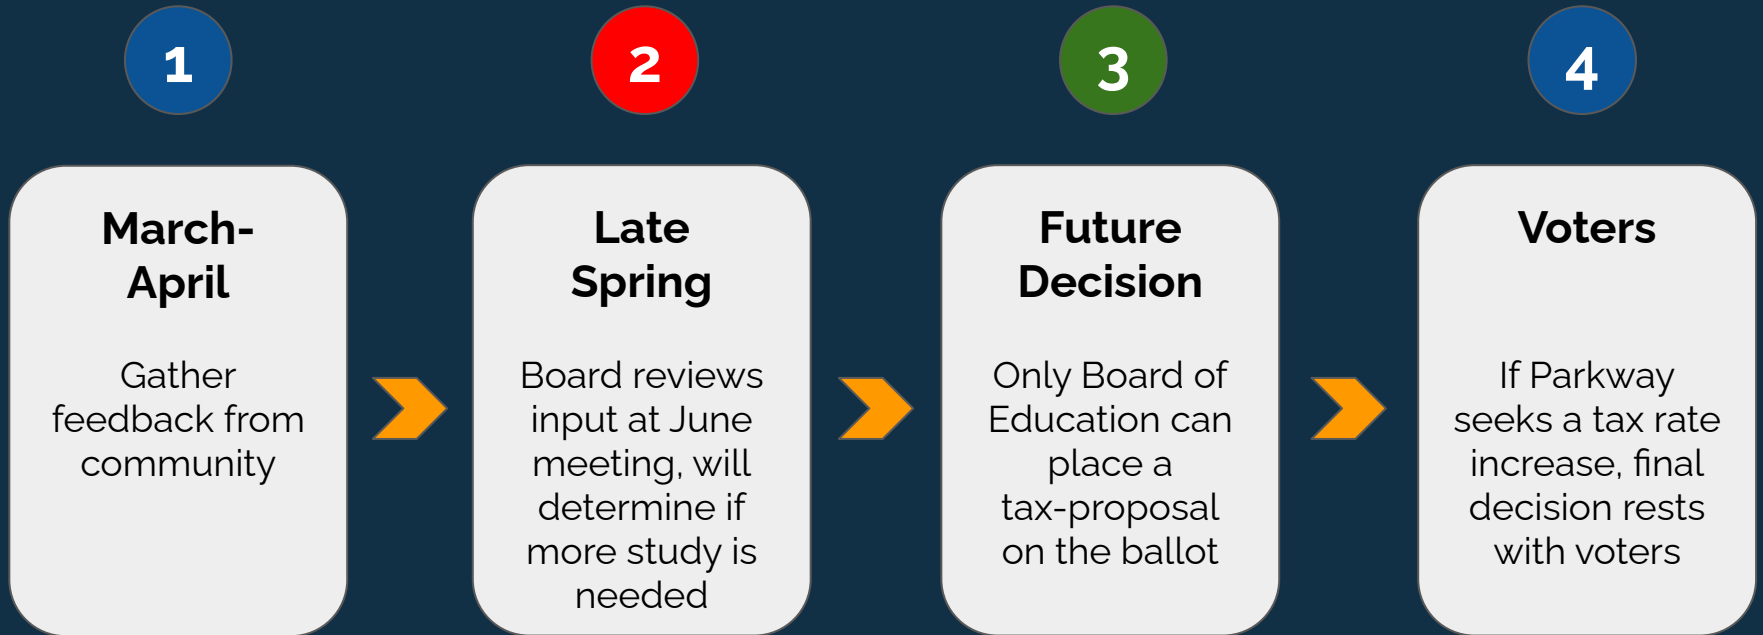 1
March-
April
Gather
feedback from
community
2
Late
Spring
Board reviews
input at June
meeting, will
determine if
more study is
needed
3
Future
Decision
Only Board of
Education can
place a
tax-proposal
on the ballot
4
Voters
If Parkway
seeks a tax rate
increase, final
decision rests
with voters